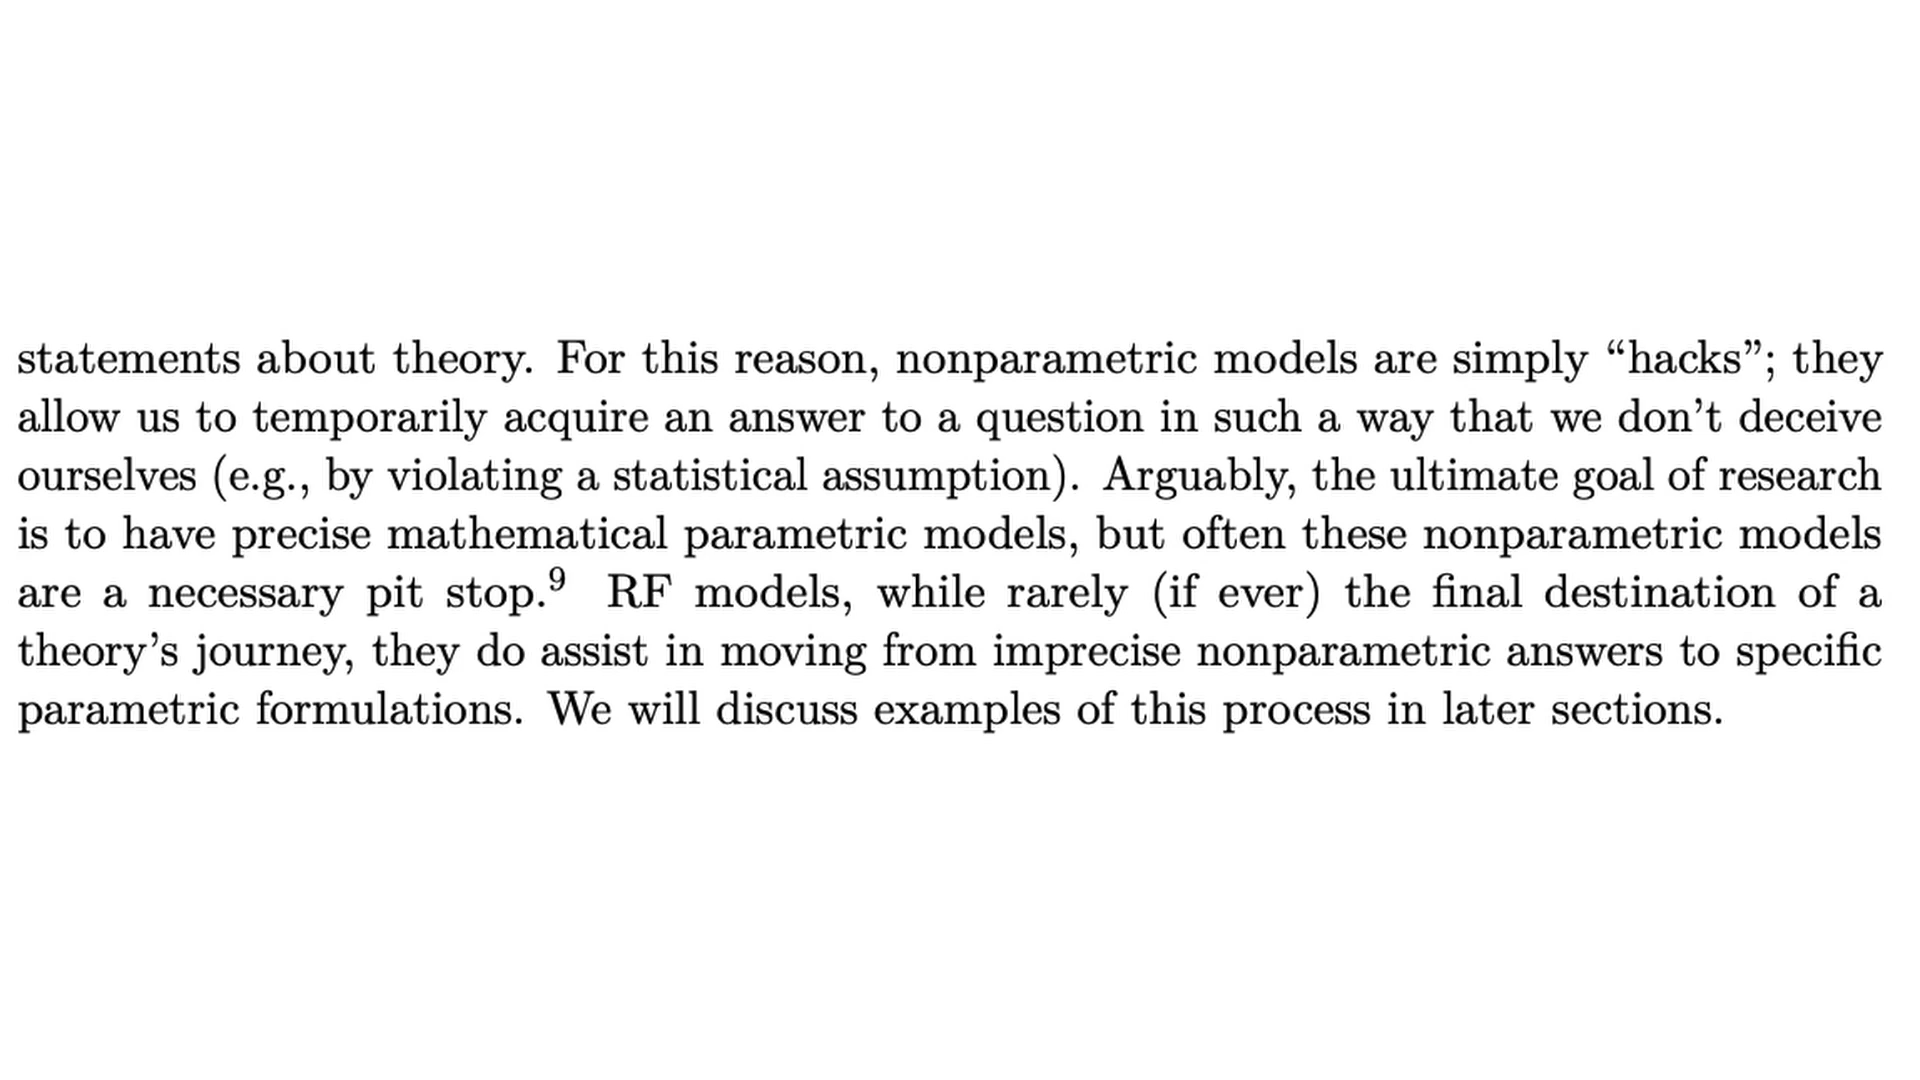 statements about theory. For this reason, nonparametric models are simply “hacks”; they
allow us to temporarily acquire an answer to a question in such a way that we don’t deceive
ourselves (e.g., by violating a statistical assumption). Arguably, the ultimate goal of research
is to have precise mathematical parametric models, but often these nonparametric models
are a necessary pit stop.⁹ RF models, while rarely (if ever) the final destination of a
theory’s journey, they do assist in moving from imprecise nonparametric answers to specific
parametric formulations. We will discuss examples of this process in later sections.